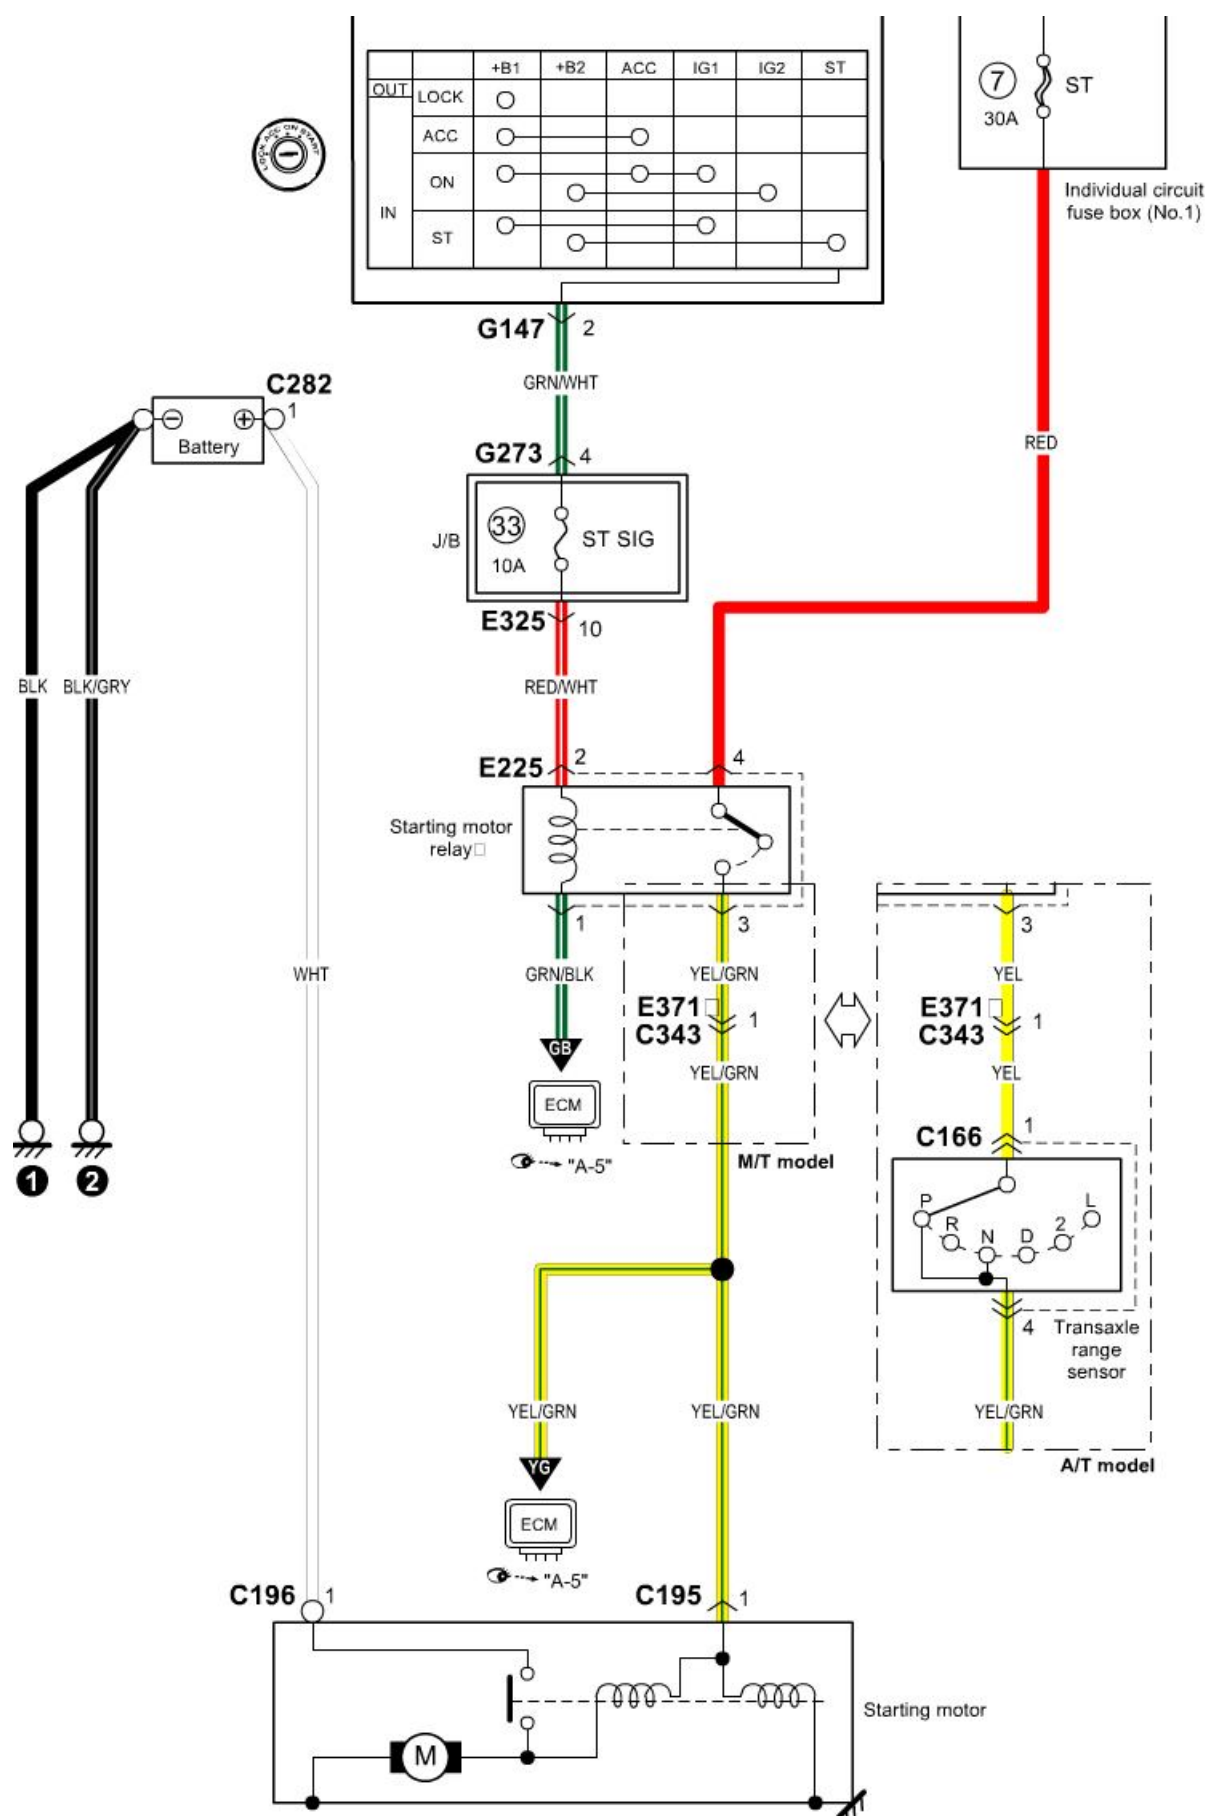 +B1 +B2 ACC IG1 IG2 ST
OUT
LOCK
ACC
ON
IN
ST
LOCK ACC ON START
7
ST
30A
Individual circuit
fuse box (No.1)
G147 2
GRN/WHT
C282
1
Battery
RED
G273 4
33
ST SIG
J/B
10A
E325 10
BLK
BLK/GRY
RED/WHT
E225 2
4
Starting motor
relay□
1
3
3
WHT
GRN/BLK
YEL/GRN
YEL
E371□
C343
1
E371□
C343
1
GB
YEL/GRN
YEL
ECM
"A-5"
M/T model
C166 1
1
2
P
R
N
D
2
L
4
Transaxle
range
sensor
YEL/GRN
YEL/GRN
YEL/GRN
A/T model
YG
ECM
"A-5"
C196 1
C195 1
Starting motor
M